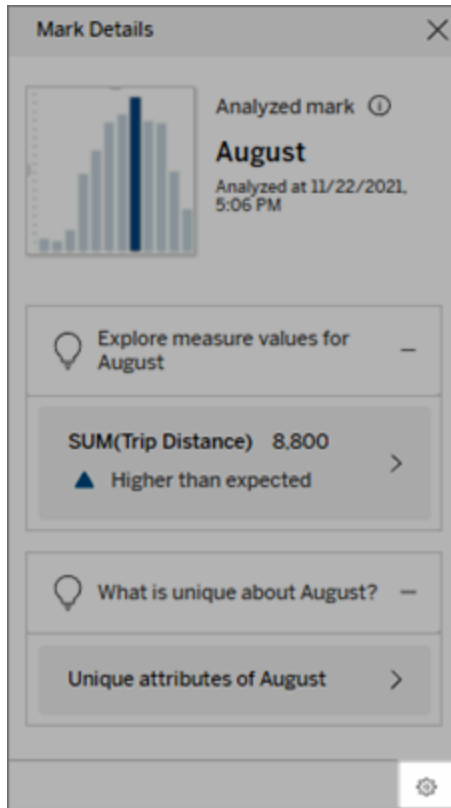 Mark Details
Analyzed mark
August
Analyzed at 11/22/2021,
5:06 PM
Explore measure values for
August
SUM(Trip Distance) 8,800
Higher than expected
What is unique about August?
Unique attributes of August